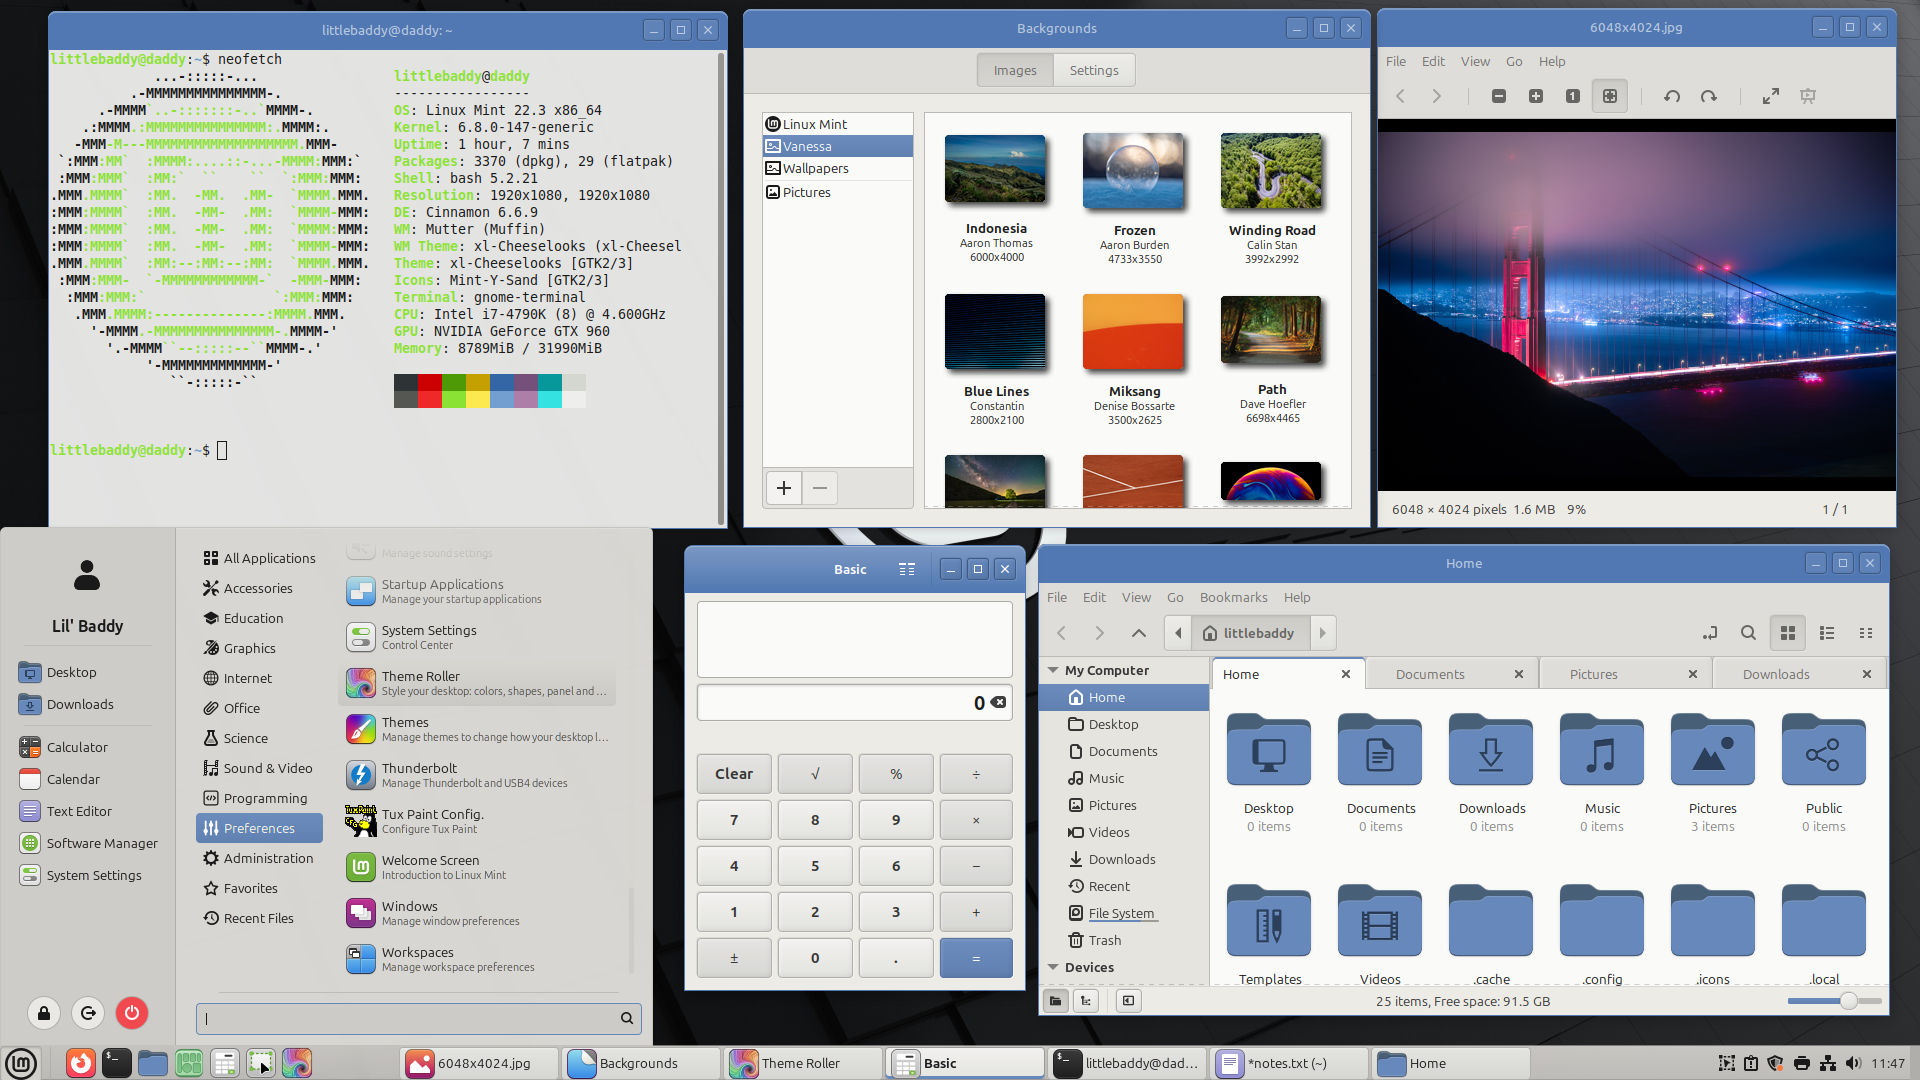 littlebaddy@daddy: ~
littlebaddy@daddy:~$ neofetch
littlebaddy@daddy
-----------------
OS: Linux Mint 22.3 x86_64
Kernel: 6.8.0-147-generic
Uptime: 1 hour, 7 mins
Packages: 3370 (dpkg), 29 (flatpak)
Shell: bash 5.2.21
Resolution: 1920x1080, 1920x1080
DE: Cinnamon 6.6.9
WM: Mutter (Muffin)
WM Theme: xl-Cheeselooks (xl-Cheesel
Theme: xl-Cheeselooks [GTK2/3]
Icons: Mint-Y-Sand [GTK2/3]
Terminal: gnome-terminal
CPU: Intel i7-4790K (8) @ 4.600GHz
GPU: NVIDIA GeForce GTX 960
Memory: 8789MiB / 31990MiB
littlebaddy@daddy:~$
Backgrounds
Images
Settings
Linux Mint
Vanessa
Wallpapers
Pictures
Indonesia
Aaron Thomas
6000x4000
Frozen
Aaron Burden
4733x3550
Winding Road
Calin Stan
3992x2992
Blue Lines
Constantin
2800x2100
Miksang
Denise Bossarte
3500x2625
Path
Dave Hoefler
6698x4465
6048x4024.jpg
File Edit View Go Help
6048 × 4024 pixels 1.6 MB 9%
1 / 1
Lil' Baddy
Desktop
Downloads
Calculator
Calendar
Text Editor
Software Manager
System Settings
All Applications
Accessories
Education
Graphics
Internet
Office
Science
Sound & Video
Programming
Preferences
Administration
Favorites
Recent Files
Manage sound settings
Startup Applications
Manage your startup applications
System Settings
Control Center
Theme Roller
Style your desktop: colors, shapes, panel and ...
Themes
Manage themes to change how your desktop l...
Thunderbolt
Manage Thunderbolt and USB4 devices
Tux Paint Config.
Configure Tux Paint
Welcome Screen
Introduction to Linux Mint
Windows
Manage window preferences
Workspaces
Manage workspace preferences
Basic
0
Clear √ % ÷
7 8 9 ×
4 5 6 −
1 2 3 +
± 0 . =
Home
File Edit View Go Bookmarks Help
littlebaddy
My Computer
Home
Desktop
Documents
Music
Pictures
Videos
Downloads
Recent
File System
Trash
Devices
Home
Documents
Pictures
Downloads
Desktop
0 items
Documents
0 items
Downloads
0 items
Music
0 items
Pictures
3 items
Public
0 items
Templates
Videos
.cache
.config
.icons
.local
25 items, Free space: 91.5 GB
6048x4024.jpg
Backgrounds
Theme Roller
Basic
littlebaddy@dad...
*notes.txt (~)
Home
11:47